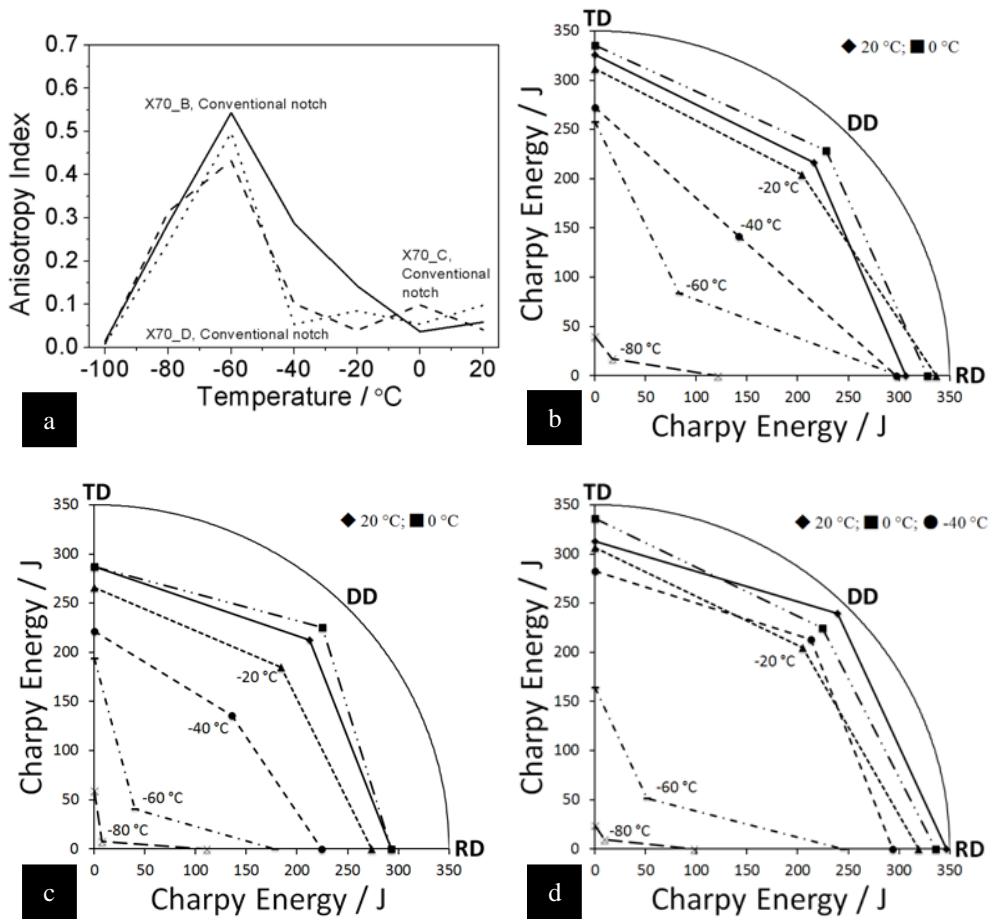 0.7
0.6
0.5
0.4
0.3
0.2
0.1
0.0
Anisotropy Index
X70_B, Conventional notch
X70_C,
Conventional
notch
X70_D, Conventional notch
-100 -80 -60 -40 -20 0 20
Temperature / °C
a
TD
◆ 20 °C; ■ 0 °C
350
300
250
200
150
100
50
0
Charpy Energy / J
DD
-20 °C
-40 °C
-60 °C
-80 °C
RD
0 50 100 150 200 250 300 350
Charpy Energy / J
b
TD
◆ 20 °C; ■ 0 °C
350
300
250
200
150
100
50
0
Charpy Energy / J
DD
-20 °C
-40 °C
-60 °C
-80 °C
RD
0 50 100 150 200 250 300 350
Charpy Energy / J
c
TD
◆ 20 °C; ■ 0 °C; ● -40 °C
350
300
250
200
150
100
50
0
Charpy Energy / J
DD
-20 °C
-60 °C
-80 °C
RD
0 50 100 150 200 250 300 350
Charpy Energy / J
d